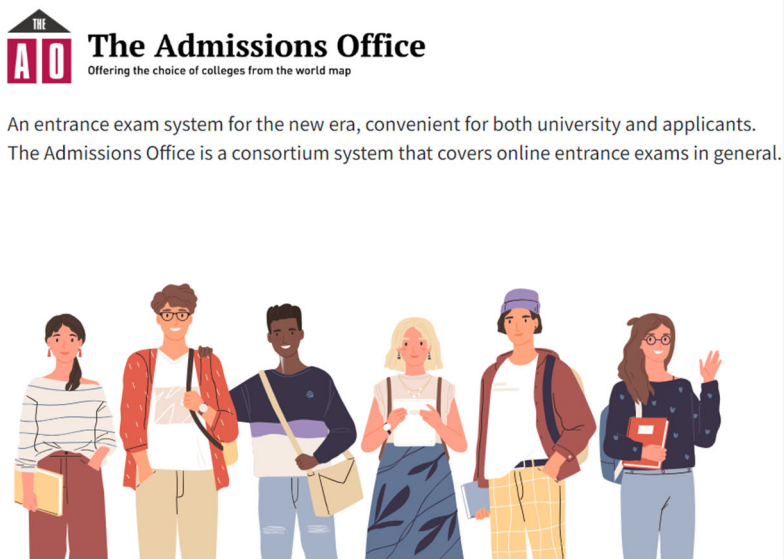 THE
AO
The Admissions Office
Offering the choice of colleges from the world map
An entrance exam system for the new era, convenient for both university and applicants.
The Admissions Office is a consortium system that covers online entrance exams in general.